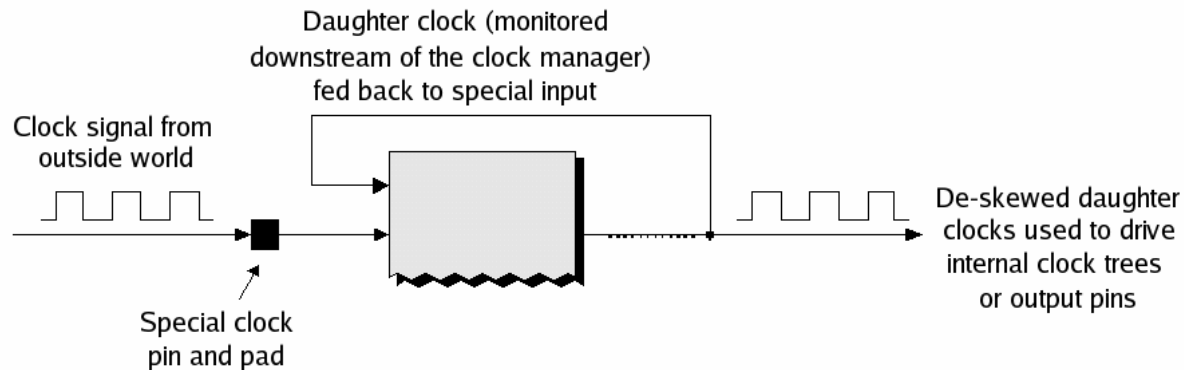 Daughter clock (monitored
downstream of the clock manager)
fed back to special input
Clock signal from
outside world
Special clock
pin and pad
De-skewed daughter
clocks used to drive
internal clock trees
or output pins